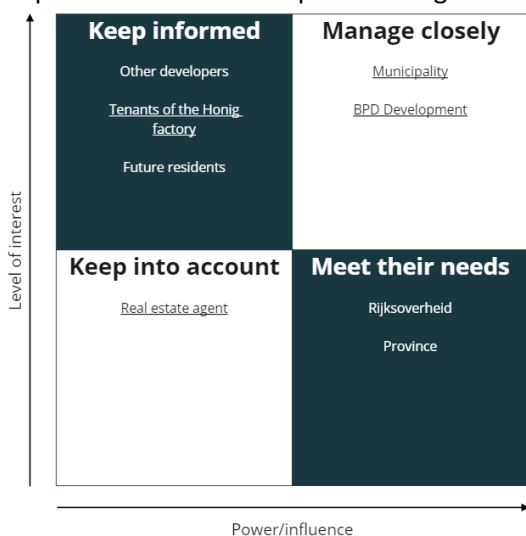 Keep informed
Other developers
Tenants of the Honig
factory
Future residents
Manage closely
Municipality
BPD Development
Keep into account
Real estate agent
Meet their needs
Rijksoverheid
Province
Level of interest
Power/influence